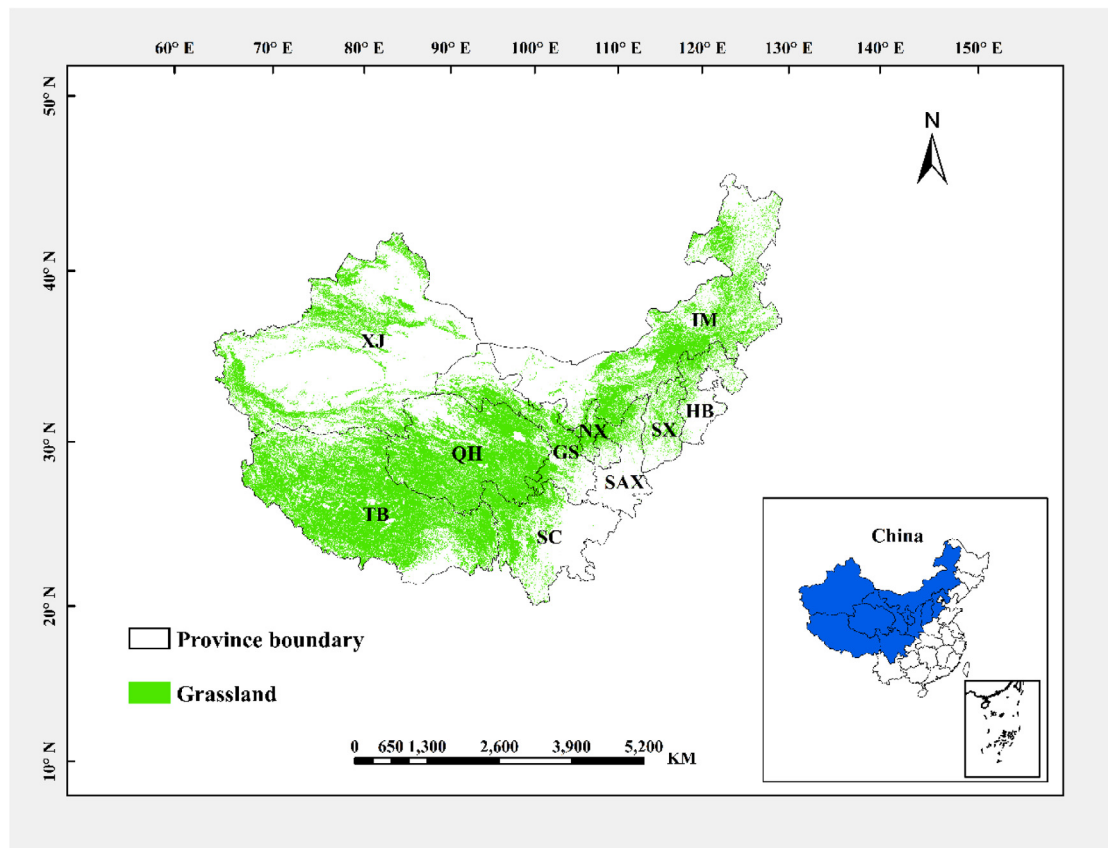 60° E 70° E 80° E 90° E 100° E 110° E 120° E 130° E 140° E 150° E
50° N
40° N
30° N
20° N
10° N
N
XJ
IM
HB
NX
SX
QH
GS
SAX
TB
SC
China
Province boundary
Grassland
0 650 1,300 2,600 3,900 5,200
KM